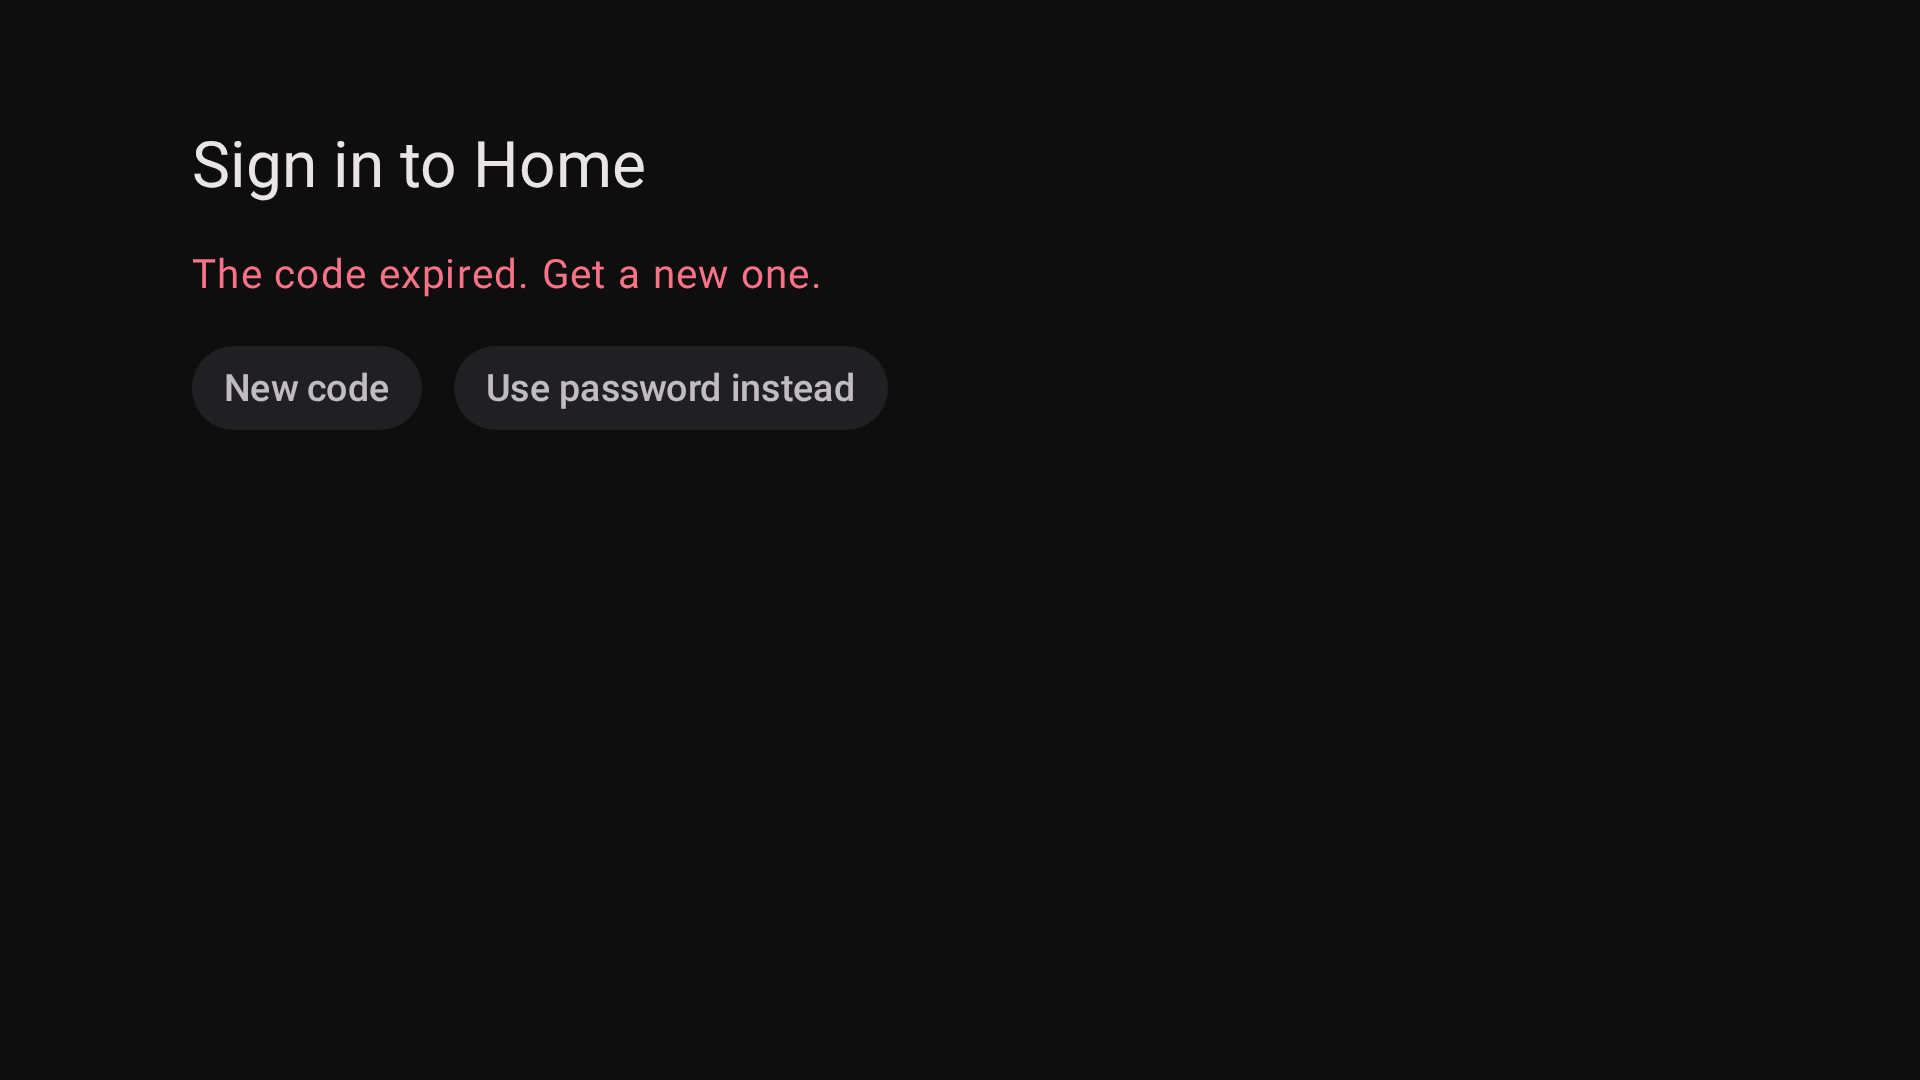 Sign in to Home
The code expired. Get a new one.
New code
Use password instead